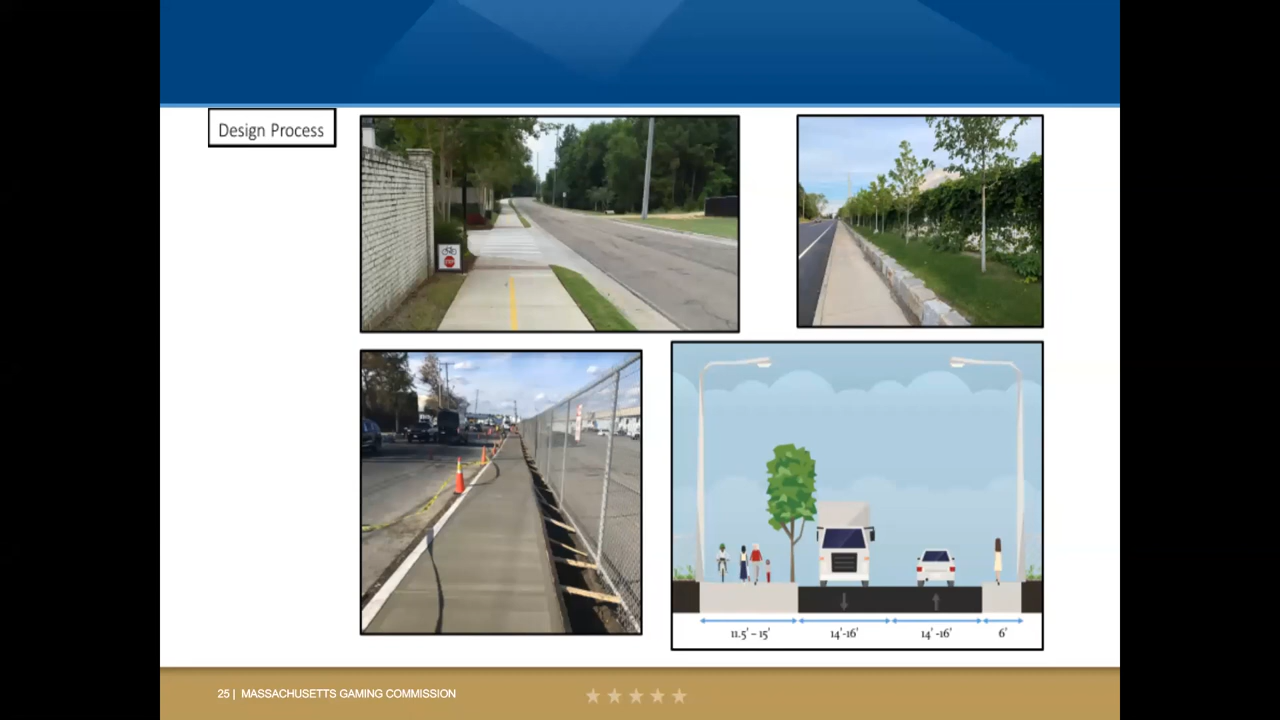 Design Process
11.5' – 15'
14'-16'
14' -16'
6'
25 | MASSACHUSETTS GAMING COMMISSION